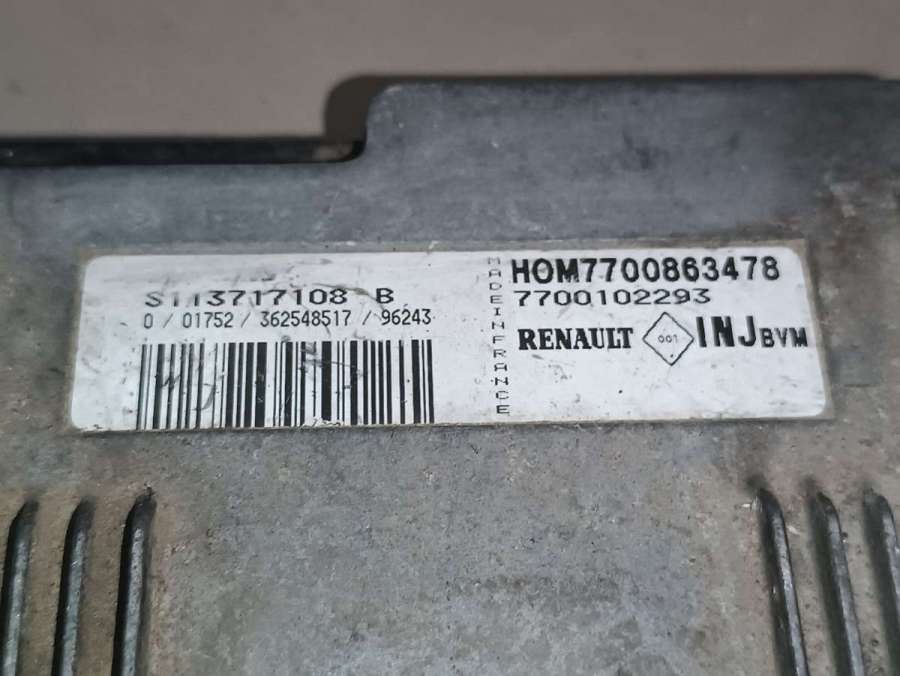 S113717108 B
0 / 01752 / 362548517 / 96243
MADE IN FRANCE
HOM7700863478
7700102293
RENAULT 001 INJ BVM